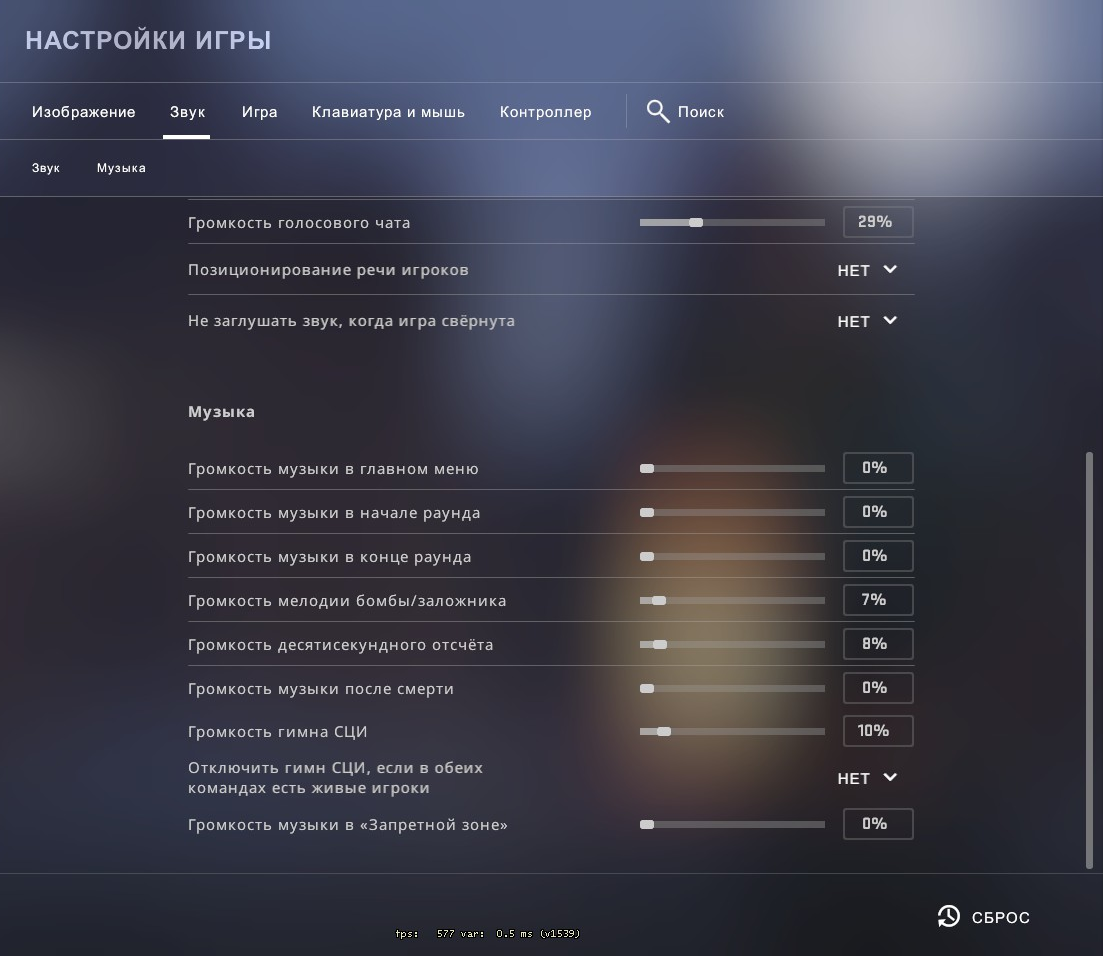 НАСТРОЙКИ ИГРЫ
Изображение Звук Игра Клавиатура и мышь Контроллер Поиск
Звук Музыка
Громкость голосового чата 29%
Позиционирование речи игроков НЕТ
Не заглушать звук, когда игра свёрнута НЕТ
Музыка
Громкость музыки в главном меню 0%
Громкость музыки в начале раунда 0%
Громкость музыки в конце раунда 0%
Громкость мелодии бомбы/заложника 7%
Громкость десятисекундного отсчёта 8%
Громкость музыки после смерти 0%
Громкость гимна СЦИ 10%
Отключить гимн СЦИ, если в обеих
командах есть живые игроки НЕТ
Громкость музыки в «Запретной зоне» 0%
СБРОС
fps: 577 var: 0.5 ms (v1539)